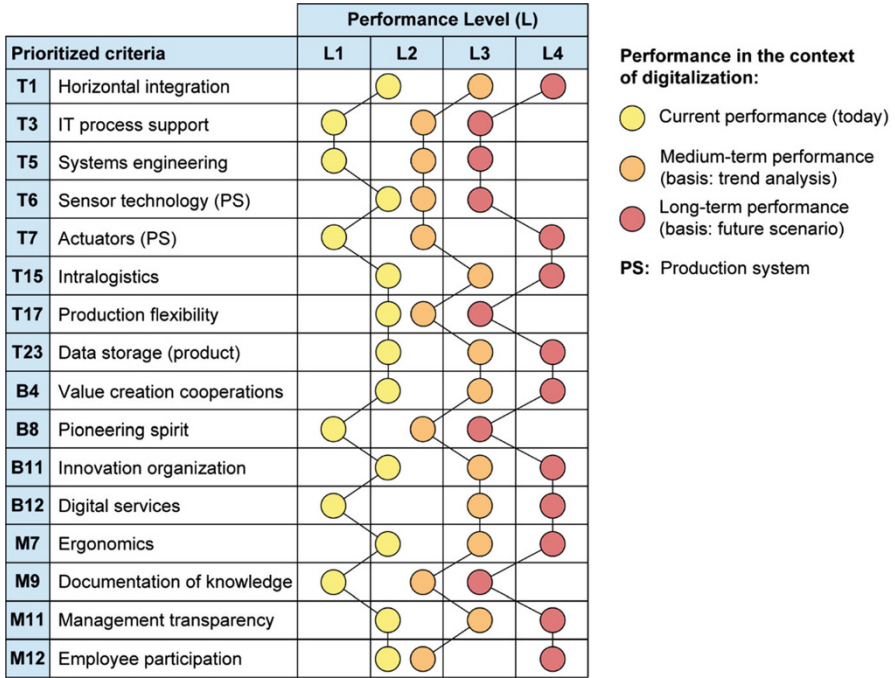 Performance Level (L)
Prioritized criteria L1 L2 L3 L4
T1 Horizontal integration
T3 IT process support
T5 Systems engineering
T6 Sensor technology (PS)
T7 Actuators (PS)
T15 Intralogistics
T17 Production flexibility
T23 Data storage (product)
B4 Value creation cooperations
B8 Pioneering spirit
B11 Innovation organization
B12 Digital services
M7 Ergonomics
M9 Documentation of knowledge
M11 Management transparency
M12 Employee participation
Performance in the context
of digitalization:
Current performance (today)
Medium-term performance
(basis: trend analysis)
Long-term performance
(basis: future scenario)
PS: Production system